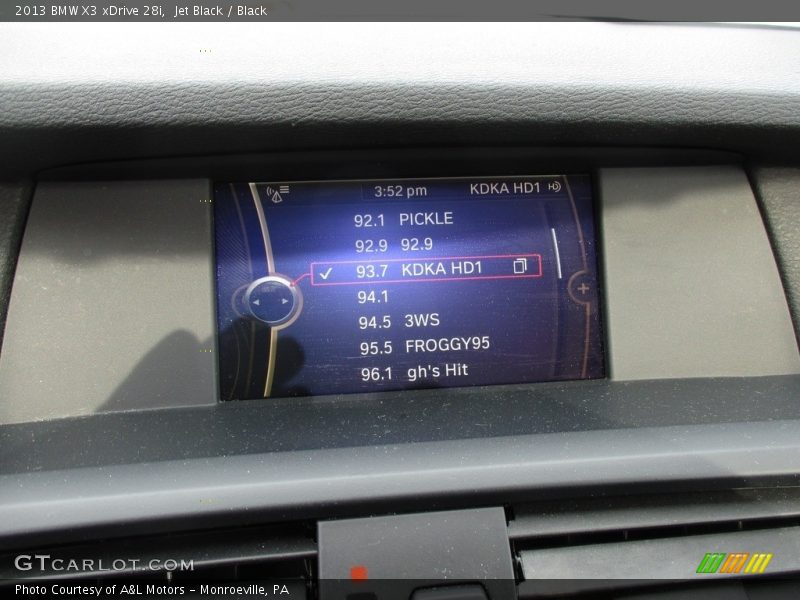 2013 BMW X3 xDrive 28i, Jet Black / Black
3:52 pm KDKA HD1
92.1 PICKLE
92.9 92.9
93.7 KDKA HD1
94.1
94.5 3WS
95.5 FROGGY95
96.1 gh's Hit
GTCARLOT.COM
Photo Courtesy of A&L Motors - Monroeville, PA